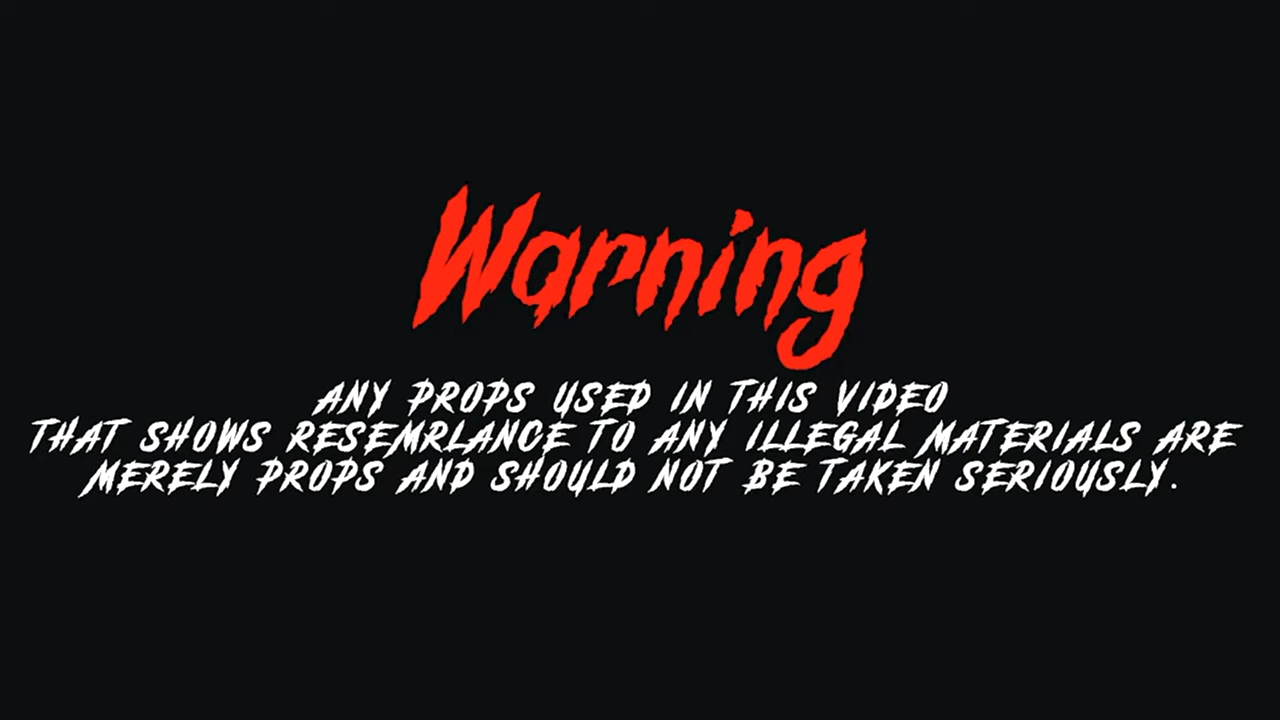 Warning
ANY PROPS USED IN THIS VIDEO
THAT SHOWS RESEMRLANCE TO ANY ILLEGAL MATERIALS ARE
MERELY PROPS AND SHOULD NOT BE TAKEN SERIOUSLY.